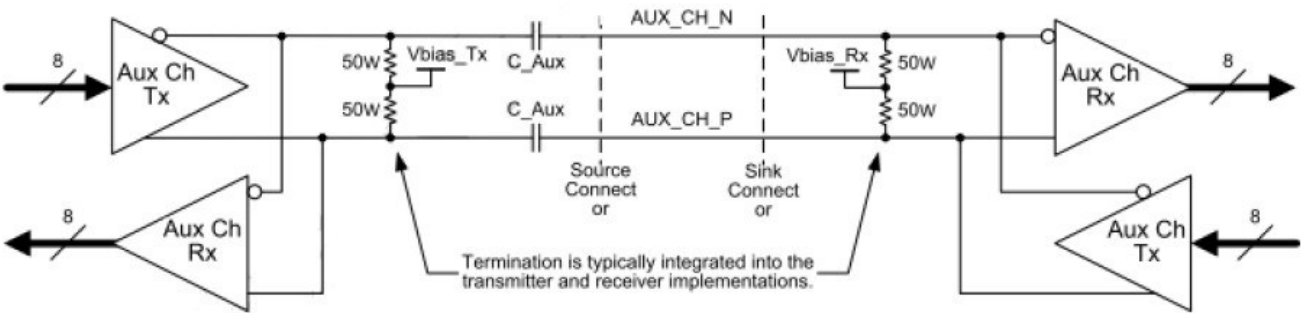 AUX_CH_N
8
Aux Ch
Tx
50W
Vbias_Tx
C_Aux
Vbias_Rx
50W
Aux Ch
Rx
8
50W
C_Aux
AUX_CH_P
50W
Source
Connect
or
Sink
Connect
or
8
Aux Ch
Rx
Aux Ch
Tx
8
Termination is typically integrated into the
transmitter and receiver implementations.